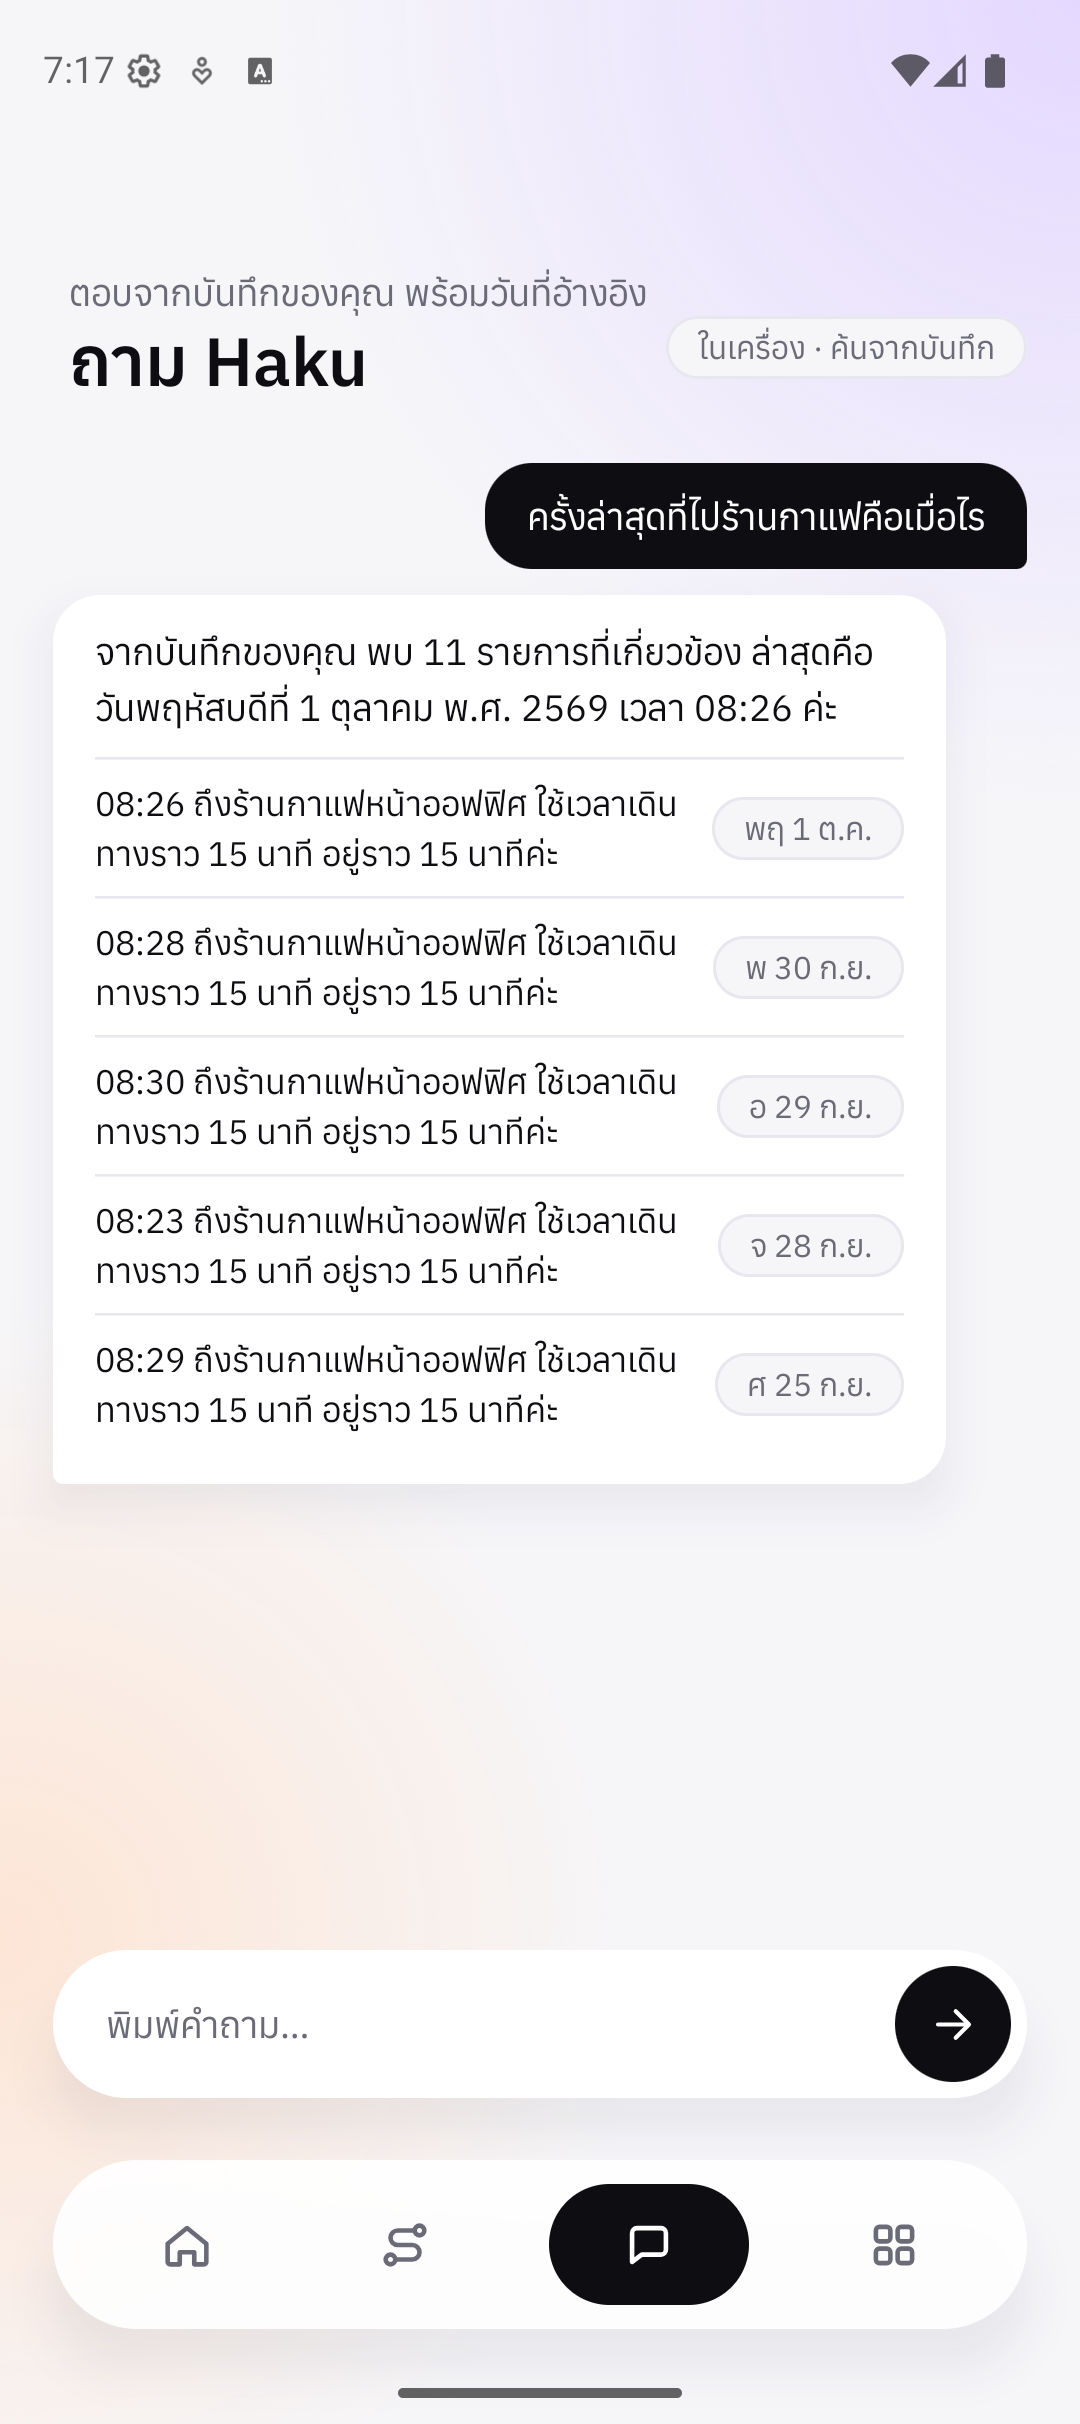 7:17
ตอบจากบันทึกของคุณ พร้อมวันที่อ้างอิง
ถาม Haku
ในเครื่อง · ค้นจากบันทึก
ครั้งล่าสุดที่ไปร้านกาแฟคือเมื่อไร
จากบันทึกของคุณ พบ 11 รายการที่เกี่ยวข้อง ล่าสุดคือ
วันพฤหัสบดีที่ 1 ตุลาคม พ.ศ. 2569 เวลา 08:26 ค่ะ
08:26 ถึงร้านกาแฟหน้าออฟฟิศ ใช้เวลาเดิน
ทางราว 15 นาที อยู่ราว 15 นาทีค่ะ
พฤ 1 ต.ค.
08:28 ถึงร้านกาแฟหน้าออฟฟิศ ใช้เวลาเดิน
ทางราว 15 นาที อยู่ราว 15 นาทีค่ะ
พ 30 ก.ย.
08:30 ถึงร้านกาแฟหน้าออฟฟิศ ใช้เวลาเดิน
ทางราว 15 นาที อยู่ราว 15 นาทีค่ะ
อ 29 ก.ย.
08:23 ถึงร้านกาแฟหน้าออฟฟิศ ใช้เวลาเดิน
ทางราว 15 นาที อยู่ราว 15 นาทีค่ะ
จ 28 ก.ย.
08:29 ถึงร้านกาแฟหน้าออฟฟิศ ใช้เวลาเดิน
ทางราว 15 นาที อยู่ราว 15 นาทีค่ะ
ศ 25 ก.ย.
พิมพ์คำถาม...